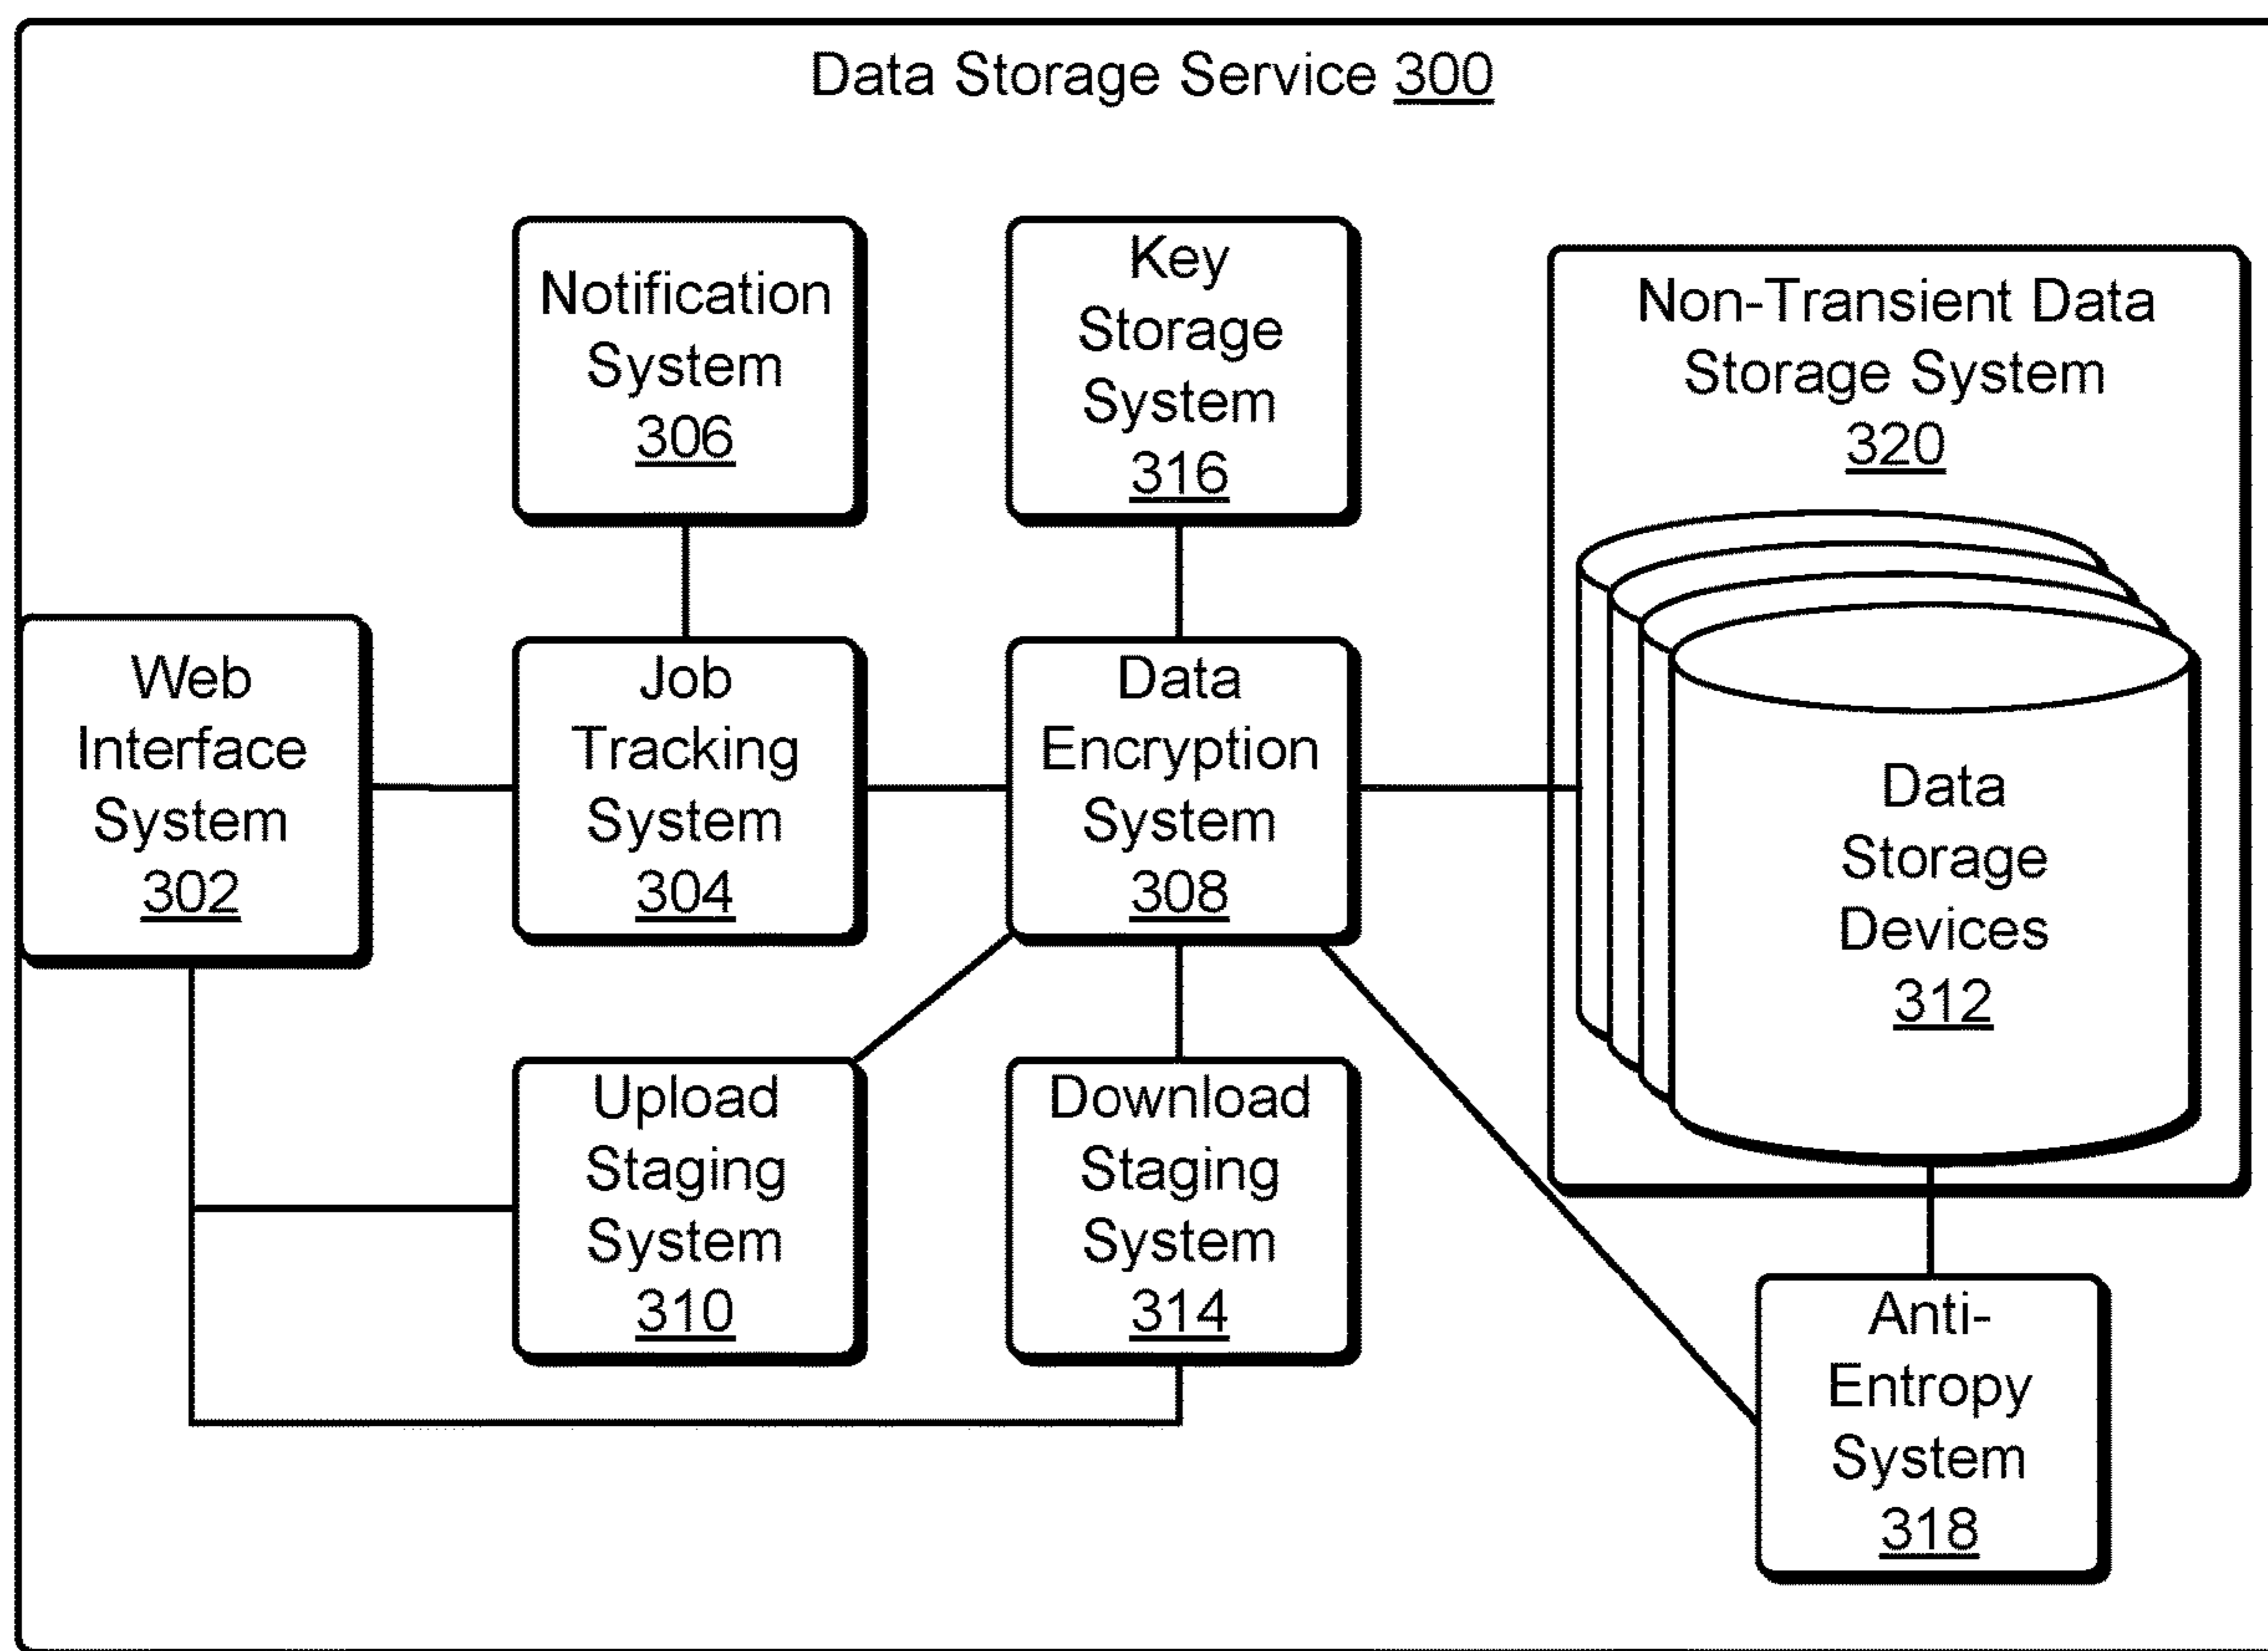 Data Storage Service 300
Notification
System
306
Key
Storage
System
316
Non-Transient Data
Storage System
320
Web
Interface
System
302
Job
Tracking
System
304
Data
Encryption
System
308
Data
Storage
Devices
312
Upload
Staging
System
310
Download
Staging
System
314
Anti-
Entropy
System
318